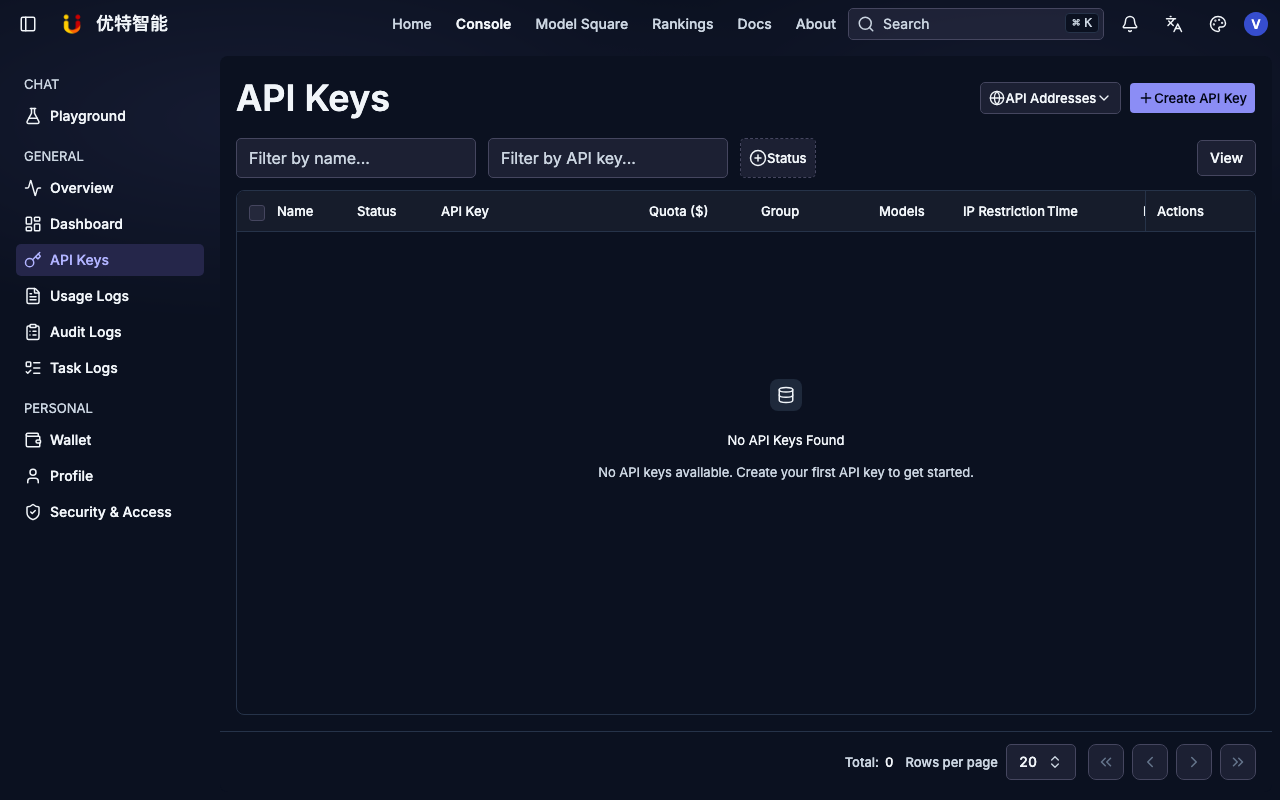 优特智能
Home
Console
Model Square
Rankings
Docs
About
Search
⌘ K
V
CHAT
Playground
GENERAL
Overview
Dashboard
API Keys
Usage Logs
Audit Logs
Task Logs
PERSONAL
Wallet
Profile
Security & Access
API Keys
API Addresses
Create API Key
Filter by name...
Filter by API key...
Status
View
Name
Status
API Key
Quota ($)
Group
Models
IP Restriction
Time
Actions
No API Keys Found
No API keys available. Create your first API key to get started.
Total: 0
Rows per page
20